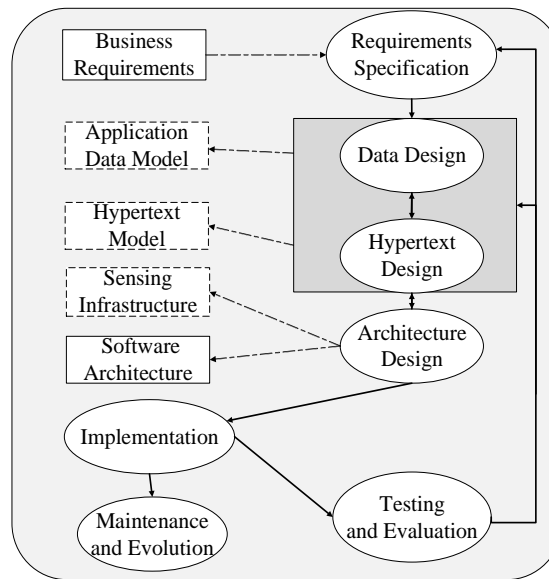 Business
Requirements
Requirements
Specification
Application
Data Model
Data Design
Hypertext
Model
Hypertext
Design
Sensing
Infrastructure
Architecture
Design
Software
Architecture
Implementation
Testing
and Evaluation
Maintenance
and Evolution